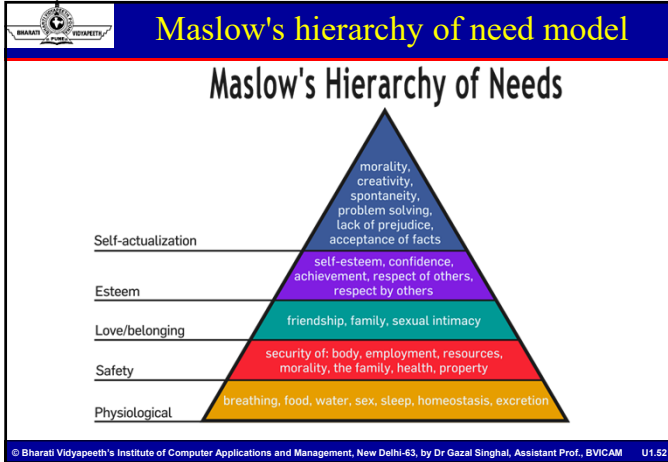 BHARATI VIDYAPEETH
PUNE
Maslow's hierarchy of need model
Maslow's Hierarchy of Needs
morality,
creativity,
spontaneity,
problem solving,
lack of prejudice,
acceptance of facts
Self-actualization
self-esteem, confidence,
achievement, respect of others,
respect by others
Esteem
friendship, family, sexual intimacy
Love/belonging
security of: body, employment, resources,
morality, the family, health, property
Safety
breathing, food, water, sex, sleep, homeostasis, excretion
Physiological
© Bharati Vidyapeeth's Institute of Computer Applications and Management, New Delhi-63, by Dr Gazal Singhal, Assistant Prof., BVICAM U1.52